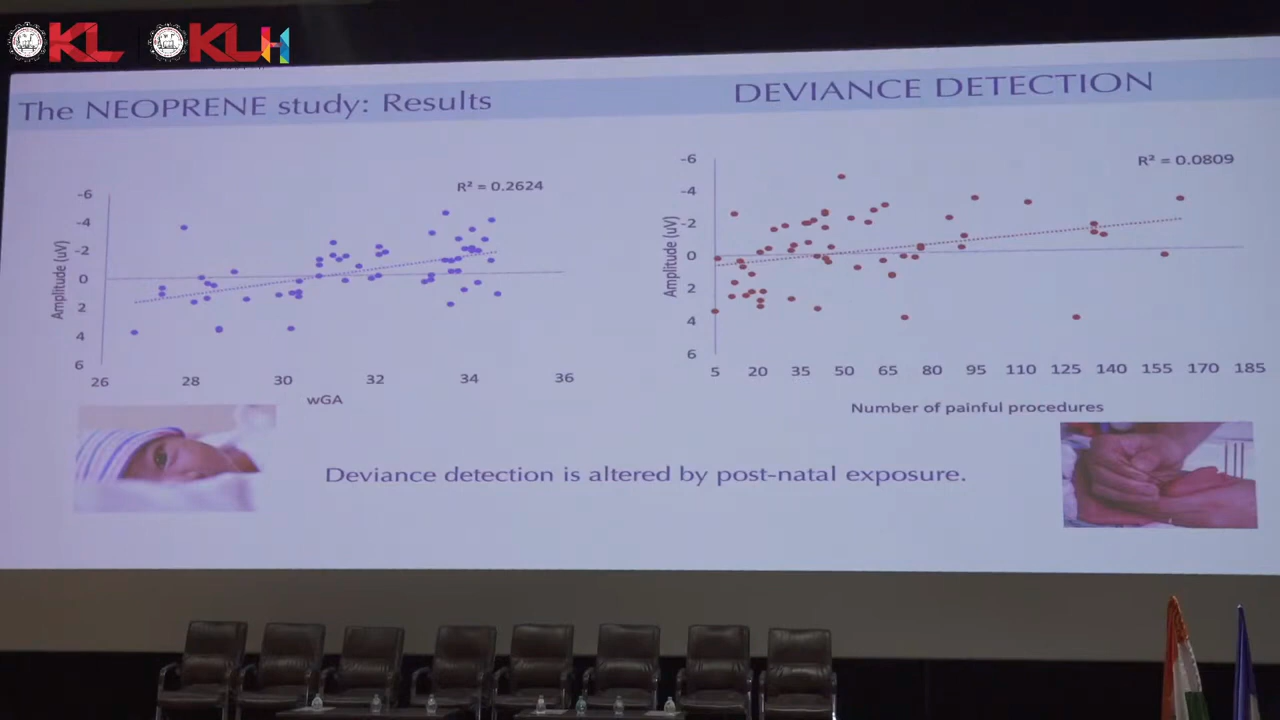 KL KLH
The NEOPRENE study: Results
DEVIANCE DETECTION
R² = 0.2624
-6
-4
-2
0
2
4
6
Amplitude (uV)
26 28 30 32 34 36
wGA
R² = 0.0809
-6
-4
-2
0
2
4
6
Amplitude (uV)
5 20 35 50 65 80 95 110 125 140 155 170 185
Number of painful procedures
Deviance detection is altered by post-natal exposure.